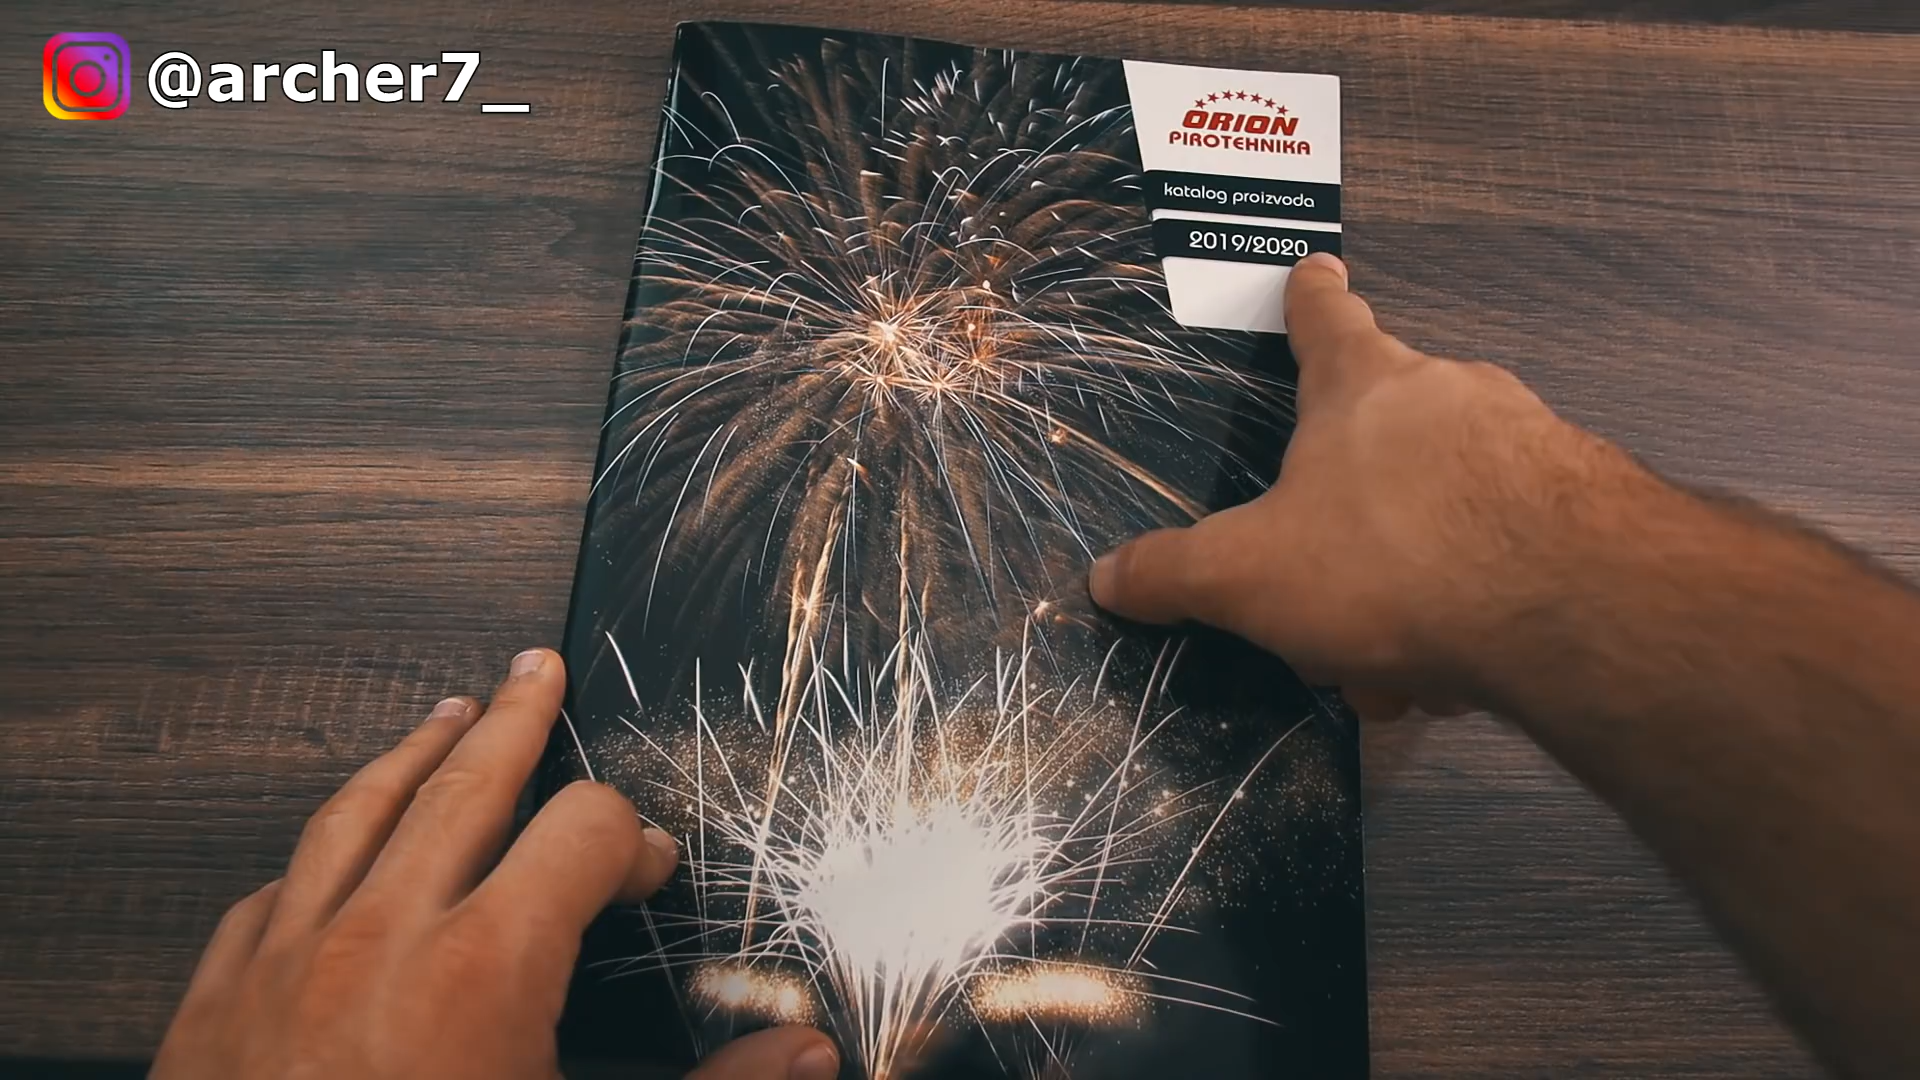 @archer7_
ORION
PIROTEHNIKA
katalog proizvoda
2019/2020